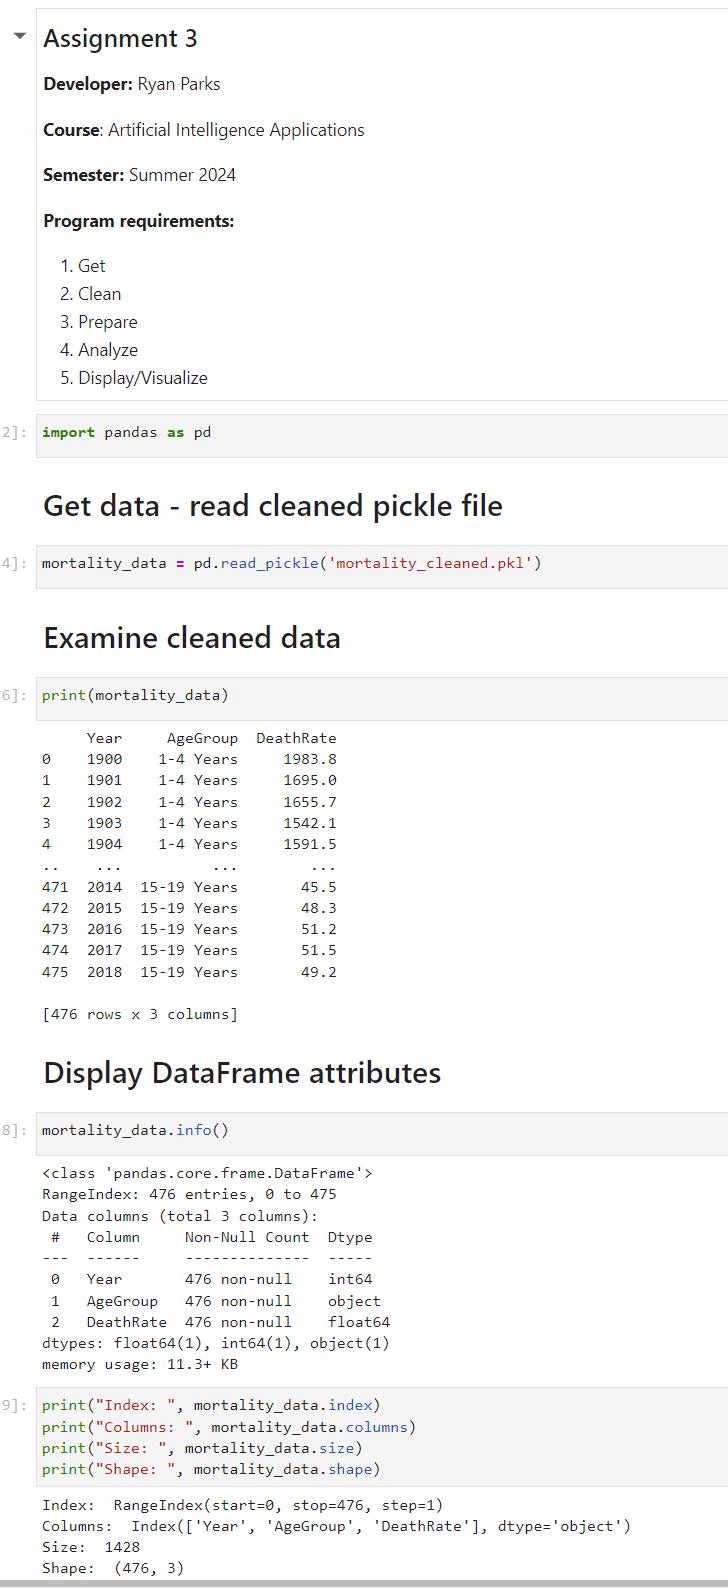 Assignment 3
Developer: Ryan Parks
Course: Artificial Intelligence Applications
Semester: Summer 2024
Program requirements:
1. Get
2. Clean
3. Prepare
4. Analyze
5. Display/Visualize
2]: import pandas as pd
Get data - read cleaned pickle file
4]: mortality_data = pd.read_pickle('mortality_cleaned.pkl')
Examine cleaned data
6]: print(mortality_data)
     Year     AgeGroup  DeathRate
0    1900    1-4 Years     1983.8
1    1901    1-4 Years     1695.0
2    1902    1-4 Years     1655.7
3    1903    1-4 Years     1542.1
4    1904    1-4 Years     1591.5
..    ...          ...        ...
471  2014  15-19 Years       45.5
472  2015  15-19 Years       48.3
473  2016  15-19 Years       51.2
474  2017  15-19 Years       51.5
475  2018  15-19 Years       49.2
[476 rows x 3 columns]
Display DataFrame attributes
8]: mortality_data.info()
<class 'pandas.core.frame.DataFrame'>
RangeIndex: 476 entries, 0 to 475
Data columns (total 3 columns):
 #   Column     Non-Null Count  Dtype
---  ------     --------------  -----
 0   Year       476 non-null    int64
 1   AgeGroup   476 non-null    object
 2   DeathRate  476 non-null    float64
dtypes: float64(1), int64(1), object(1)
memory usage: 11.3+ KB
9]: print("Index: ", mortality_data.index)
print("Columns: ", mortality_data.columns)
print("Size: ", mortality_data.size)
print("Shape: ", mortality_data.shape)
Index:  RangeIndex(start=0, stop=476, step=1)
Columns:  Index(['Year', 'AgeGroup', 'DeathRate'], dtype='object')
Size:  1428
Shape:  (476, 3)